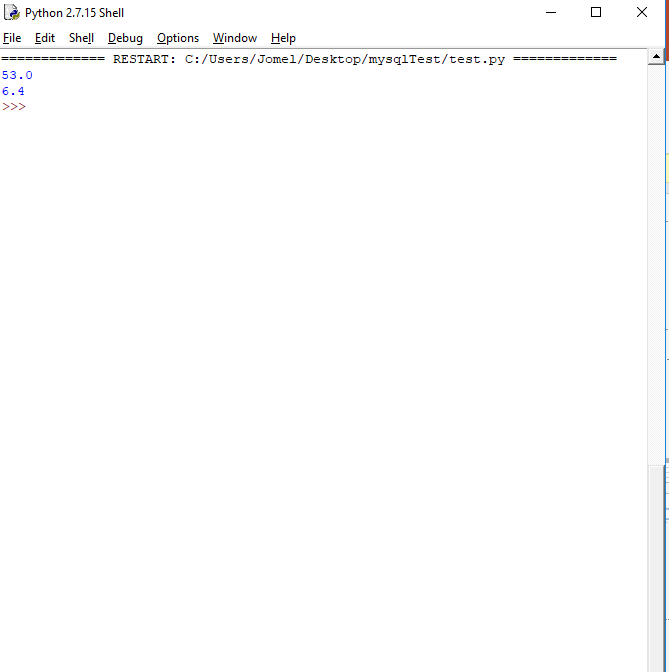 Python 2.7.15 Shell
File Edit Shell Debug Options Window Help
============= RESTART: C:/Users/Jomel/Desktop/mysqlTest/test.py =============
53.0
6.4
>>>